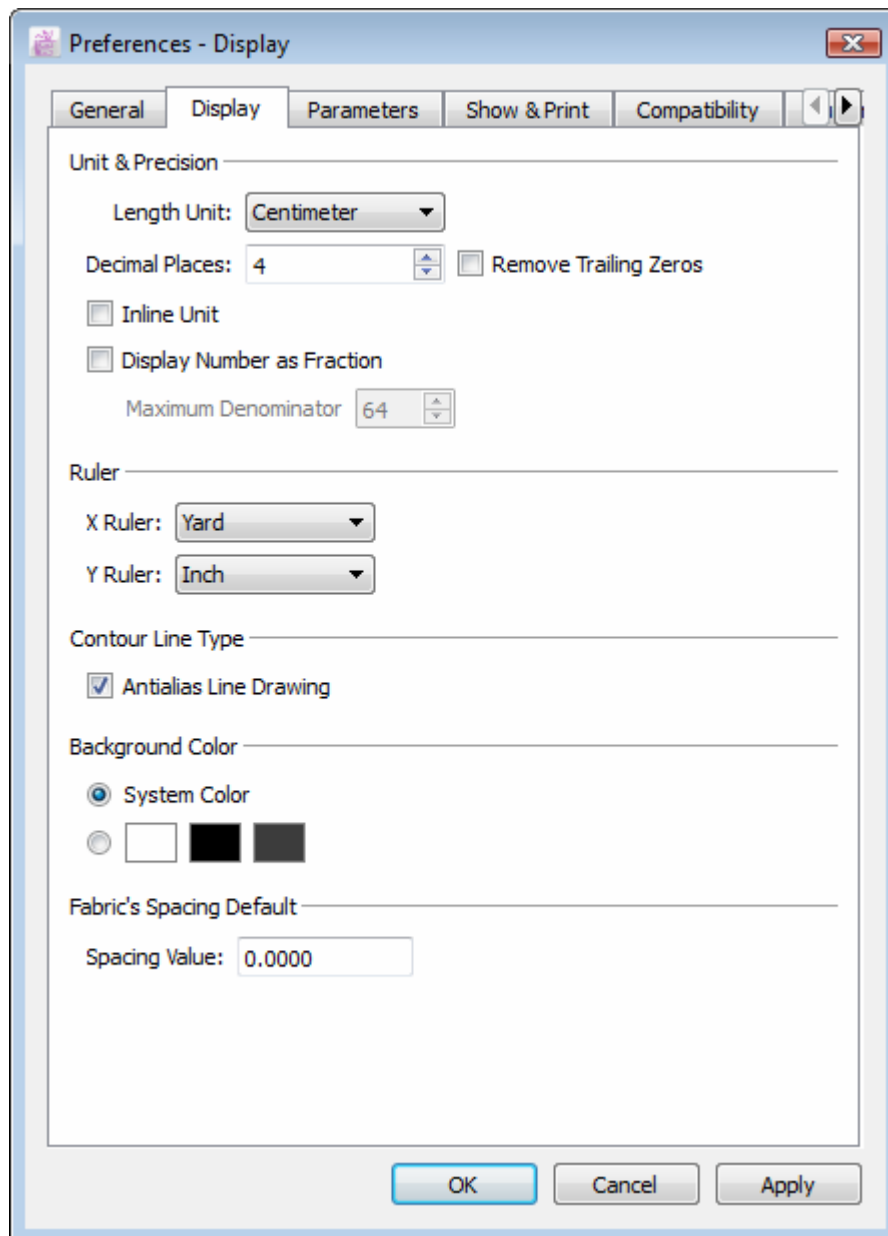 Preferences - Display
General Display Parameters Show & Print Compatibility
Unit & Precision
Length Unit: Centimeter
Decimal Places: 4 Remove Trailing Zeros
Inline Unit
Display Number as Fraction
Maximum Denominator 64
Ruler
X Ruler: Yard
Y Ruler: Inch
Contour Line Type
Antialias Line Drawing
Background Color
System Color
Fabric's Spacing Default
Spacing Value: 0.0000
OK Cancel Apply